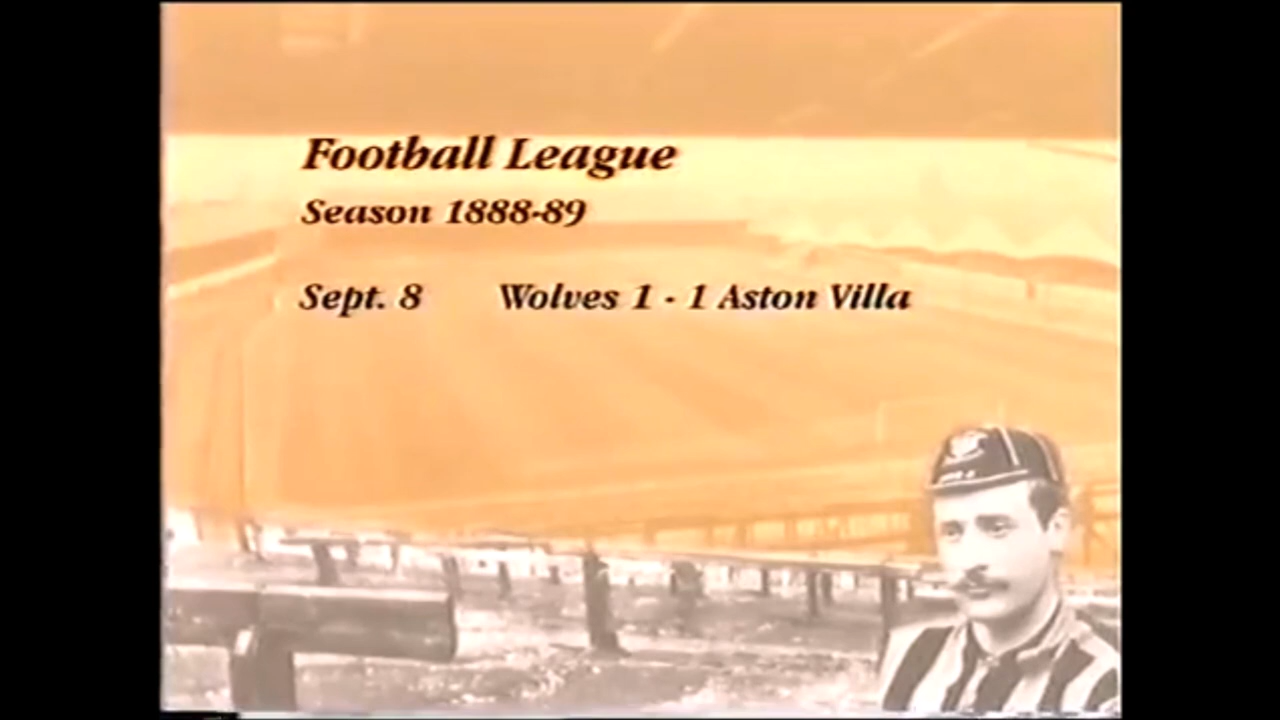 Football League
Season 1888-89
Sept. 8 Wolves 1 - 1 Aston Villa